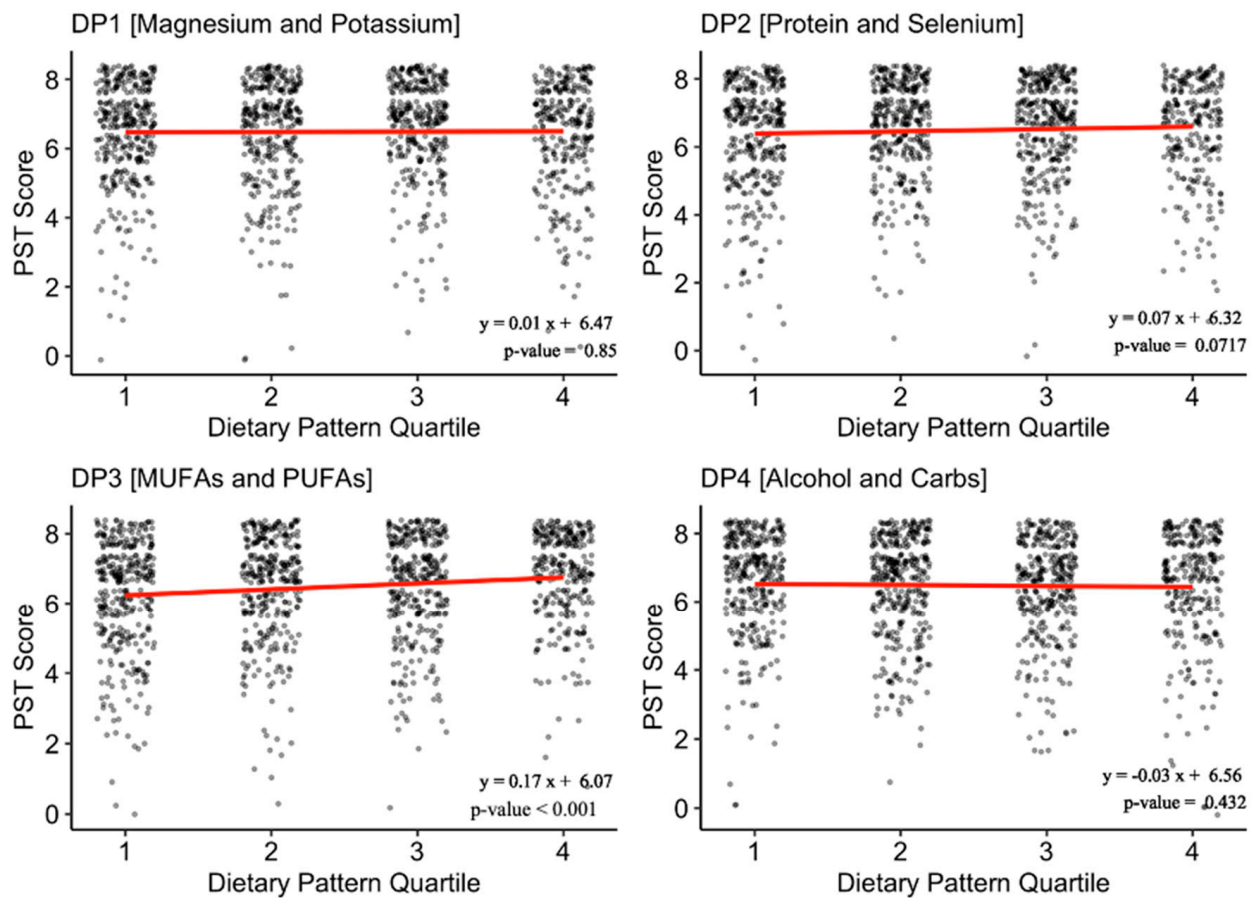 DP1 [Magnesium and Potassium]
PST Score
8
6
4
2
0
y = 0.01 x + 6.47
p-value = 0.85
1 2 3 4
Dietary Pattern Quartile
DP2 [Protein and Selenium]
PST Score
8
6
4
2
0
y = 0.07 x + 6.32
p-value = 0.0717
1 2 3 4
Dietary Pattern Quartile
DP3 [MUFAs and PUFAs]
PST Score
8
6
4
2
0
y = 0.17 x + 6.07
p-value < 0.001
1 2 3 4
Dietary Pattern Quartile
DP4 [Alcohol and Carbs]
PST Score
8
6
4
2
0
y = -0.03 x + 6.56
p-value = 0.432
1 2 3 4
Dietary Pattern Quartile